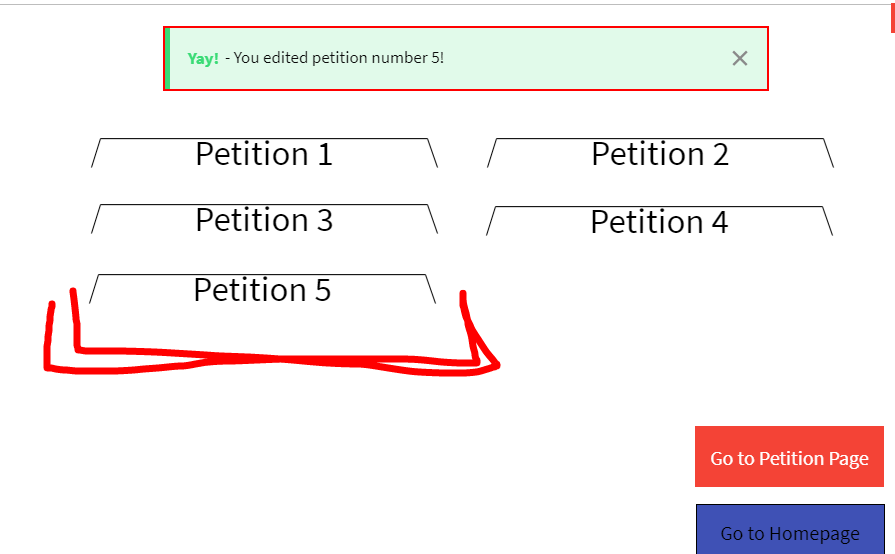 Yay! - You edited petition number 5!
Petition 1
Petition 2
Petition 3
Petition 4
Petition 5
Go to Petition Page
Go to Homepage